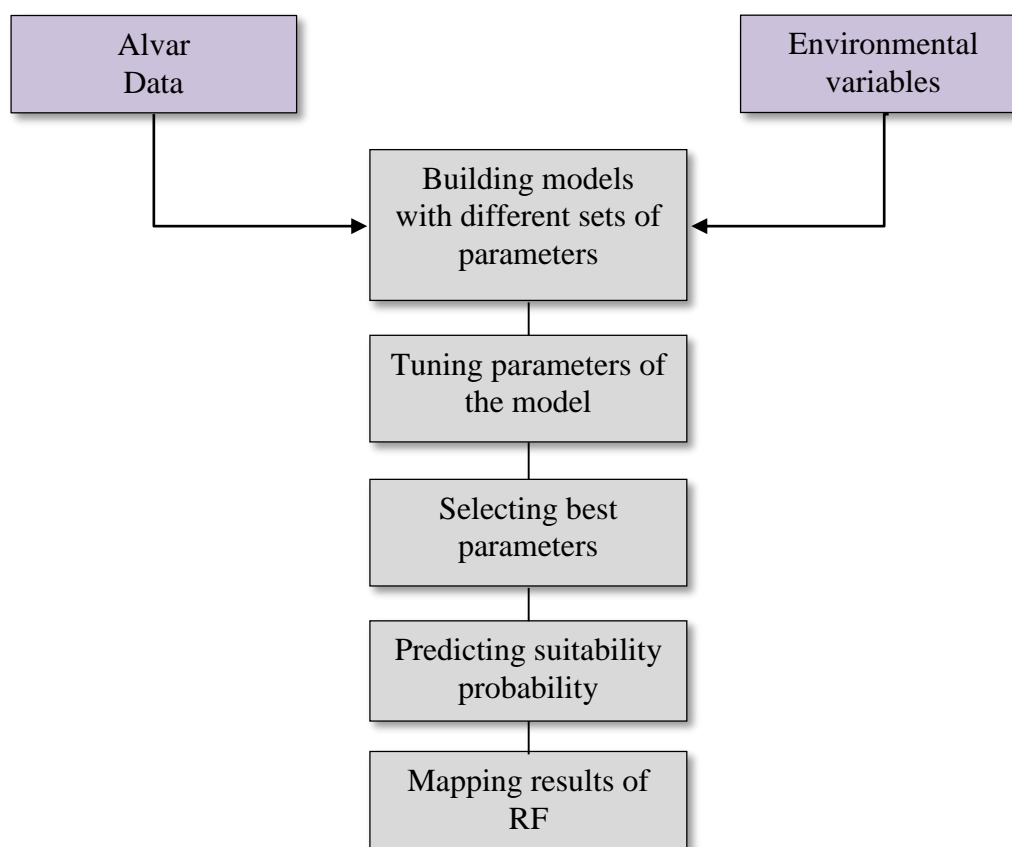 Alvar
Data
Environmental
variables
Building models
with different sets of
parameters
Tuning parameters of
the model
Selecting best
parameters
Predicting suitability
probability
Mapping results of
RF